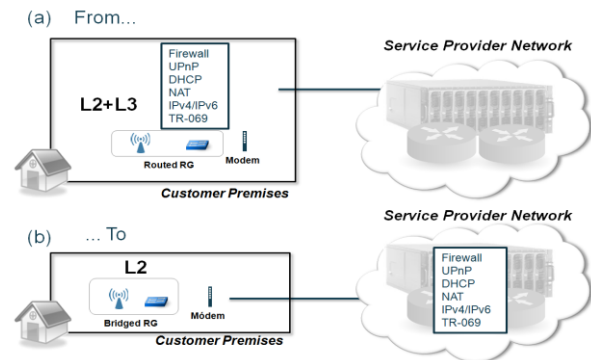 (a) From...
Service Provider Network
Firewall
UPnP
DHCP
NAT
IPv4/IPv6
TR-069
L2+L3
Routed RG
Modem
Customer Premises
Service Provider Network
(b) ... To
L2
Bridged RG
Módem
Customer Premises
Firewall
UPnP
DHCP
NAT
IPv4/IPv6
TR-069